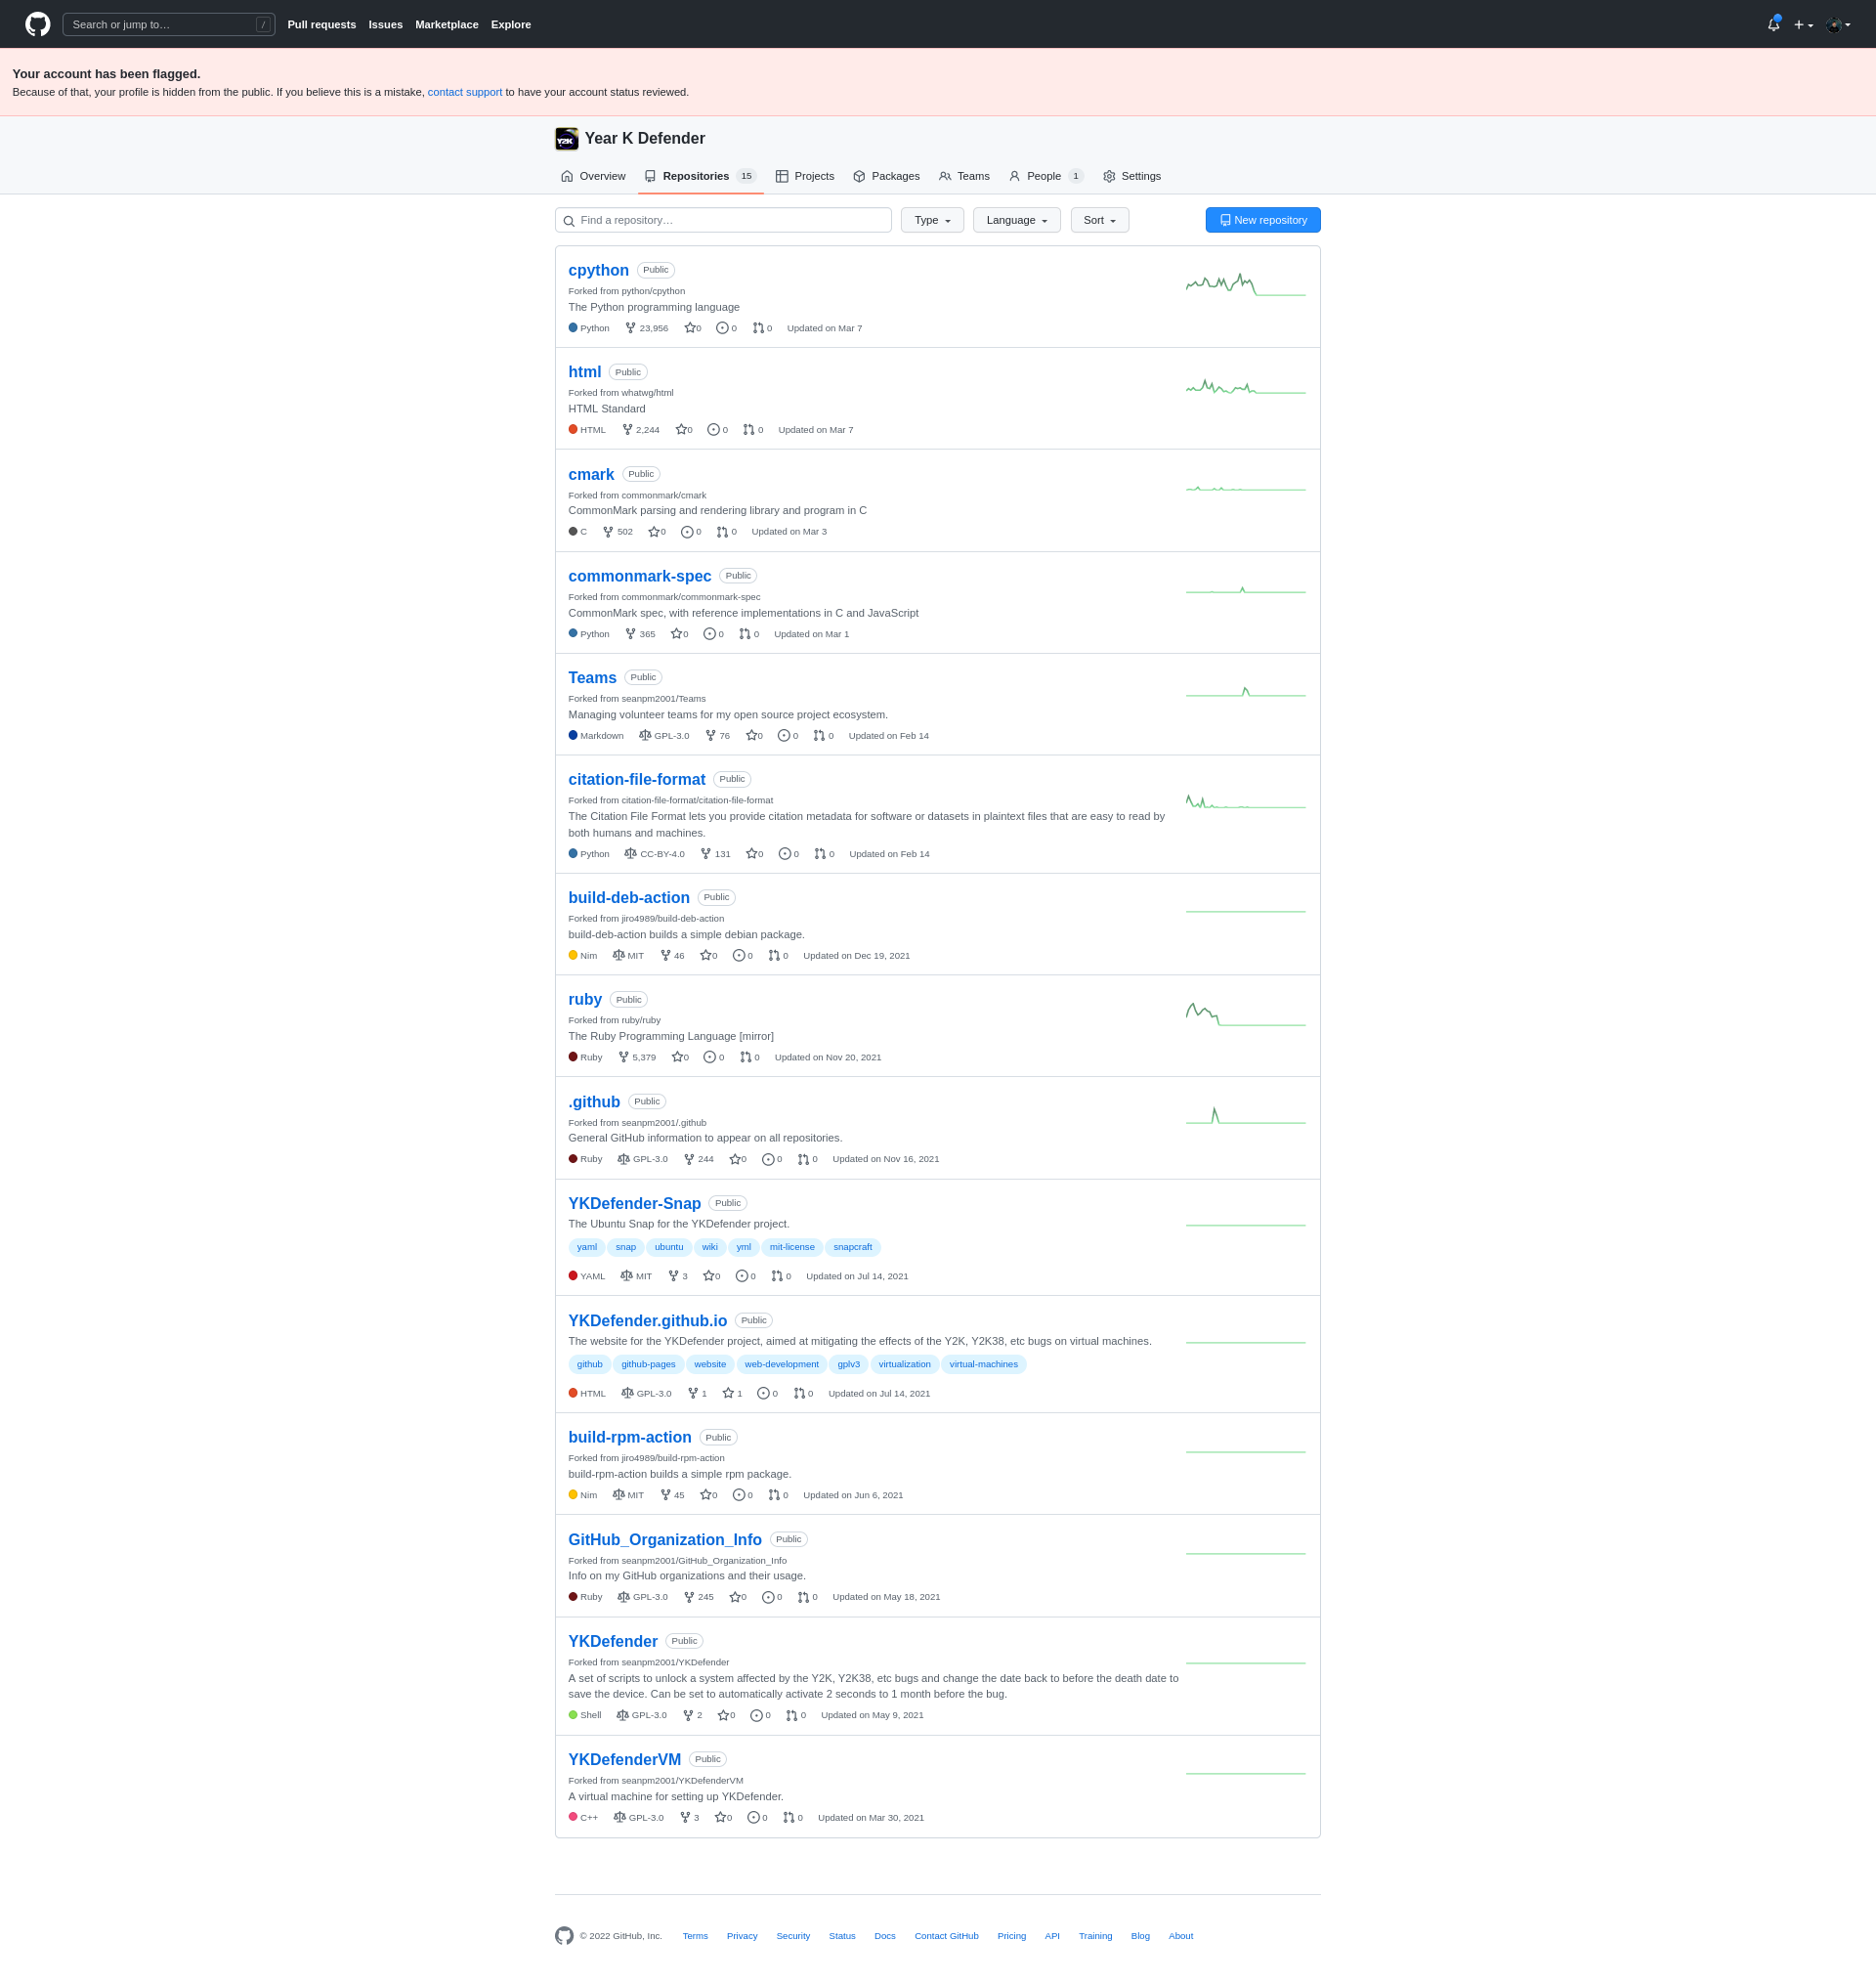 Search or jump to… /
Pull requests Issues Marketplace Explore
Your account has been flagged.
Because of that, your profile is hidden from the public. If you believe this is a mistake, contact support to have your account status reviewed.
Y2K Year K Defender
Overview Repositories 15 Projects Packages Teams People 1 Settings
Find a repository… Type Language Sort New repository
cpython Public
Forked from python/cpython
The Python programming language
Python 23,956 0 0 0 Updated on Mar 7
html Public
Forked from whatwg/html
HTML Standard
HTML 2,244 0 0 0 Updated on Mar 7
cmark Public
Forked from commonmark/cmark
CommonMark parsing and rendering library and program in C
C 502 0 0 0 Updated on Mar 3
commonmark-spec Public
Forked from commonmark/commonmark-spec
CommonMark spec, with reference implementations in C and JavaScript
Python 365 0 0 0 Updated on Mar 1
Teams Public
Forked from seanpm2001/Teams
Managing volunteer teams for my open source project ecosystem.
Markdown GPL-3.0 76 0 0 0 Updated on Feb 14
citation-file-format Public
Forked from citation-file-format/citation-file-format
The Citation File Format lets you provide citation metadata for software or datasets in plaintext files that are easy to read by
both humans and machines.
Python CC-BY-4.0 131 0 0 0 Updated on Feb 14
build-deb-action Public
Forked from jiro4989/build-deb-action
build-deb-action builds a simple debian package.
Nim MIT 46 0 0 0 Updated on Dec 19, 2021
ruby Public
Forked from ruby/ruby
The Ruby Programming Language [mirror]
Ruby 5,379 0 0 0 Updated on Nov 20, 2021
.github Public
Forked from seanpm2001/.github
General GitHub information to appear on all repositories.
Ruby GPL-3.0 244 0 0 0 Updated on Nov 16, 2021
YKDefender-Snap Public
The Ubuntu Snap for the YKDefender project.
yaml snap ubuntu wiki yml mit-license snapcraft
YAML MIT 3 0 0 0 Updated on Jul 14, 2021
YKDefender.github.io Public
The website for the YKDefender project, aimed at mitigating the effects of the Y2K, Y2K38, etc bugs on virtual machines.
github github-pages website web-development gplv3 virtualization virtual-machines
HTML GPL-3.0 1 1 0 0 Updated on Jul 14, 2021
build-rpm-action Public
Forked from jiro4989/build-rpm-action
build-rpm-action builds a simple rpm package.
Nim MIT 45 0 0 0 Updated on Jun 6, 2021
GitHub_Organization_Info Public
Forked from seanpm2001/GitHub_Organization_Info
Info on my GitHub organizations and their usage.
Ruby GPL-3.0 245 0 0 0 Updated on May 18, 2021
YKDefender Public
Forked from seanpm2001/YKDefender
A set of scripts to unlock a system affected by the Y2K, Y2K38, etc bugs and change the date back to before the death date to
save the device. Can be set to automatically activate 2 seconds to 1 month before the bug.
Shell GPL-3.0 2 0 0 0 Updated on May 9, 2021
YKDefenderVM Public
Forked from seanpm2001/YKDefenderVM
A virtual machine for setting up YKDefender.
C++ GPL-3.0 3 0 0 0 Updated on Mar 30, 2021
© 2022 GitHub, Inc. Terms Privacy Security Status Docs Contact GitHub Pricing API Training Blog About